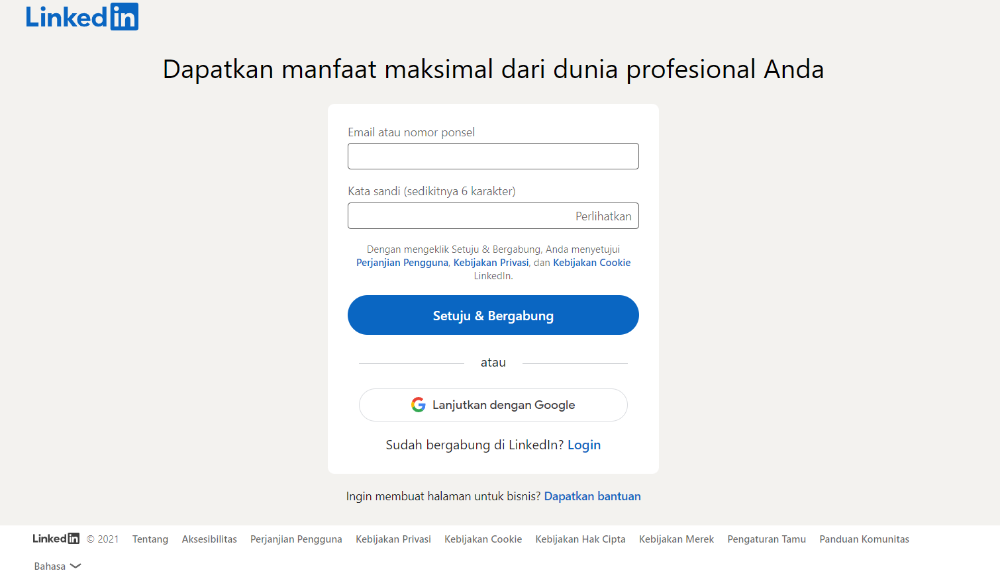 LinkedIn
Dapatkan manfaat maksimal dari dunia profesional Anda
Email atau nomor ponsel
Kata sandi (sedikitnya 6 karakter)
Perlihatkan
Dengan mengeklik Setuju & Bergabung, Anda menyetujui
Perjanjian Pengguna, Kebijakan Privasi, dan Kebijakan Cookie
LinkedIn.
Setuju & Bergabung
atau
Lanjutkan dengan Google
Sudah bergabung di LinkedIn? Login
Ingin membuat halaman untuk bisnis? Dapatkan bantuan
LinkedIn © 2021 Tentang Aksesibilitas Perjanjian Pengguna Kebijakan Privasi Kebijakan Cookie Kebijakan Hak Cipta Kebijakan Merek Pengaturan Tamu Panduan Komunitas
Bahasa